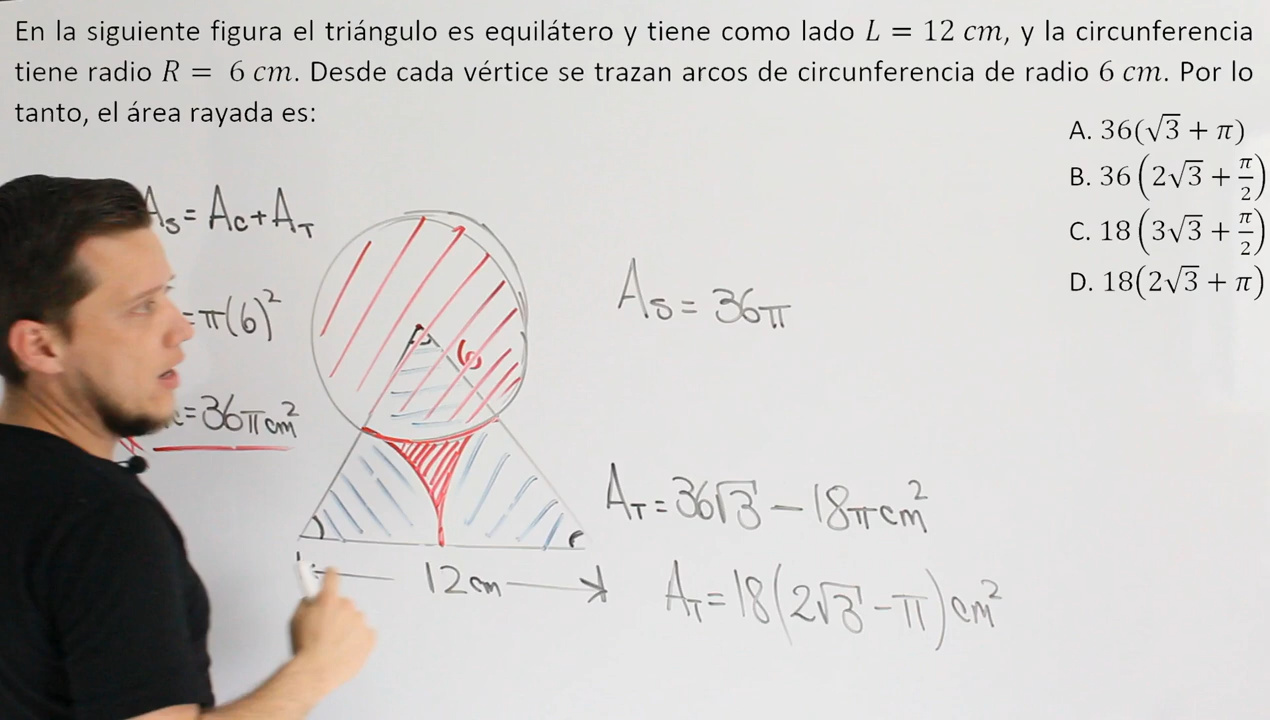 En la siguiente figura el triángulo es equilátero y tiene como lado L = 12 cm, y la circunferencia
tiene radio R = 6 cm. Desde cada vértice se trazan arcos de circunferencia de radio 6 cm. Por lo
tanto, el área rayada es:
A. 36(√3 + π)
B. 36(2√3 + π/2)
C. 18(3√3 + π/2)
D. 18(2√3 + π)
As = Ac + AT
= π(6)²
= 36π cm²
6
12 cm
As = 36π
AT = 36√3 − 18π cm²
AT = 18(2√3 − π) cm²